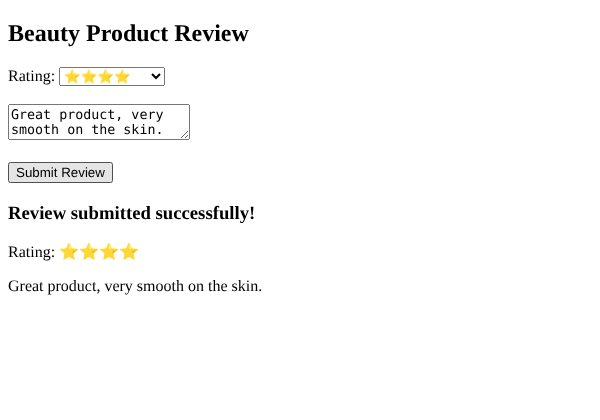 Beauty Product Review
Rating: ⭐⭐⭐⭐
Great product, very
smooth on the skin.
Submit Review
Review submitted successfully!
Rating: ⭐⭐⭐⭐
Great product, very smooth on the skin.